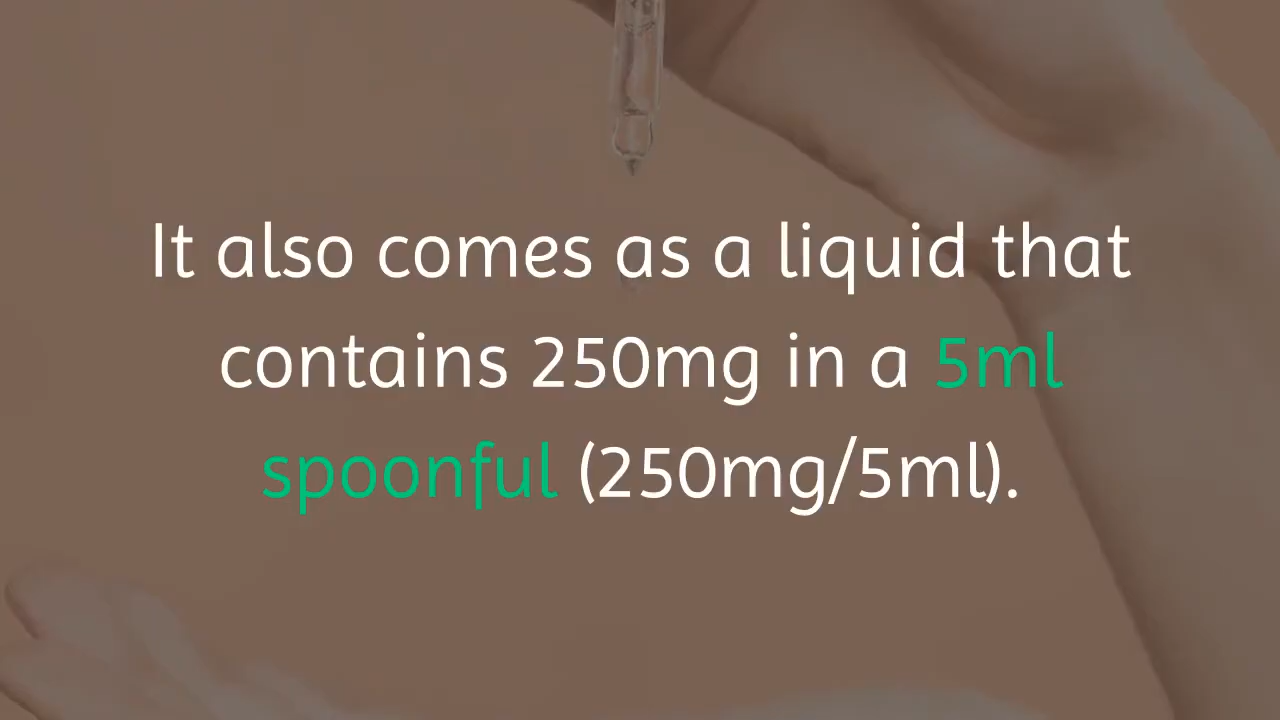 It also comes as a liquid that
contains 250mg in a 5ml
spoonful (250mg/5ml).